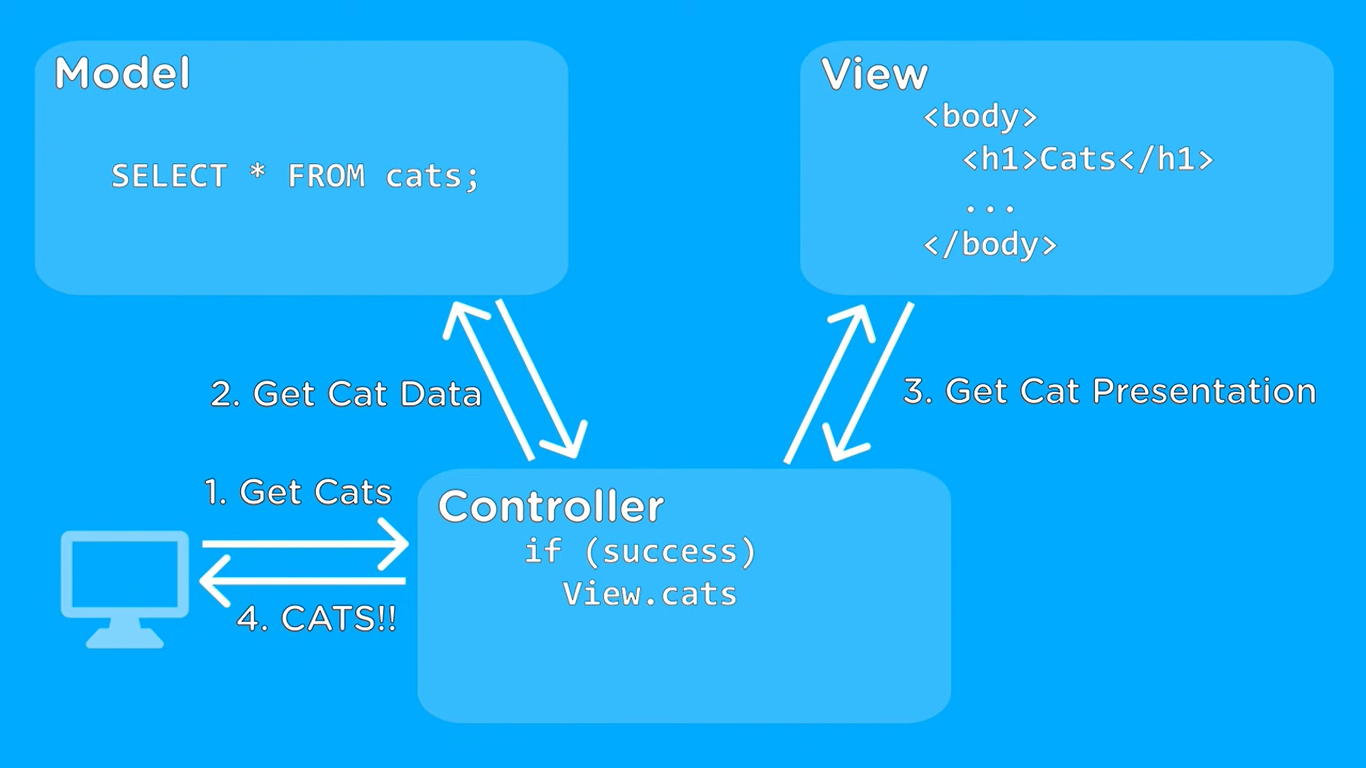 Model
SELECT * FROM cats;
View
<body>
<h1>Cats</h1>
...
</body>
2. Get Cat Data
3. Get Cat Presentation
1. Get Cats
4. CATS!!
Controller
if (success)
View.cats